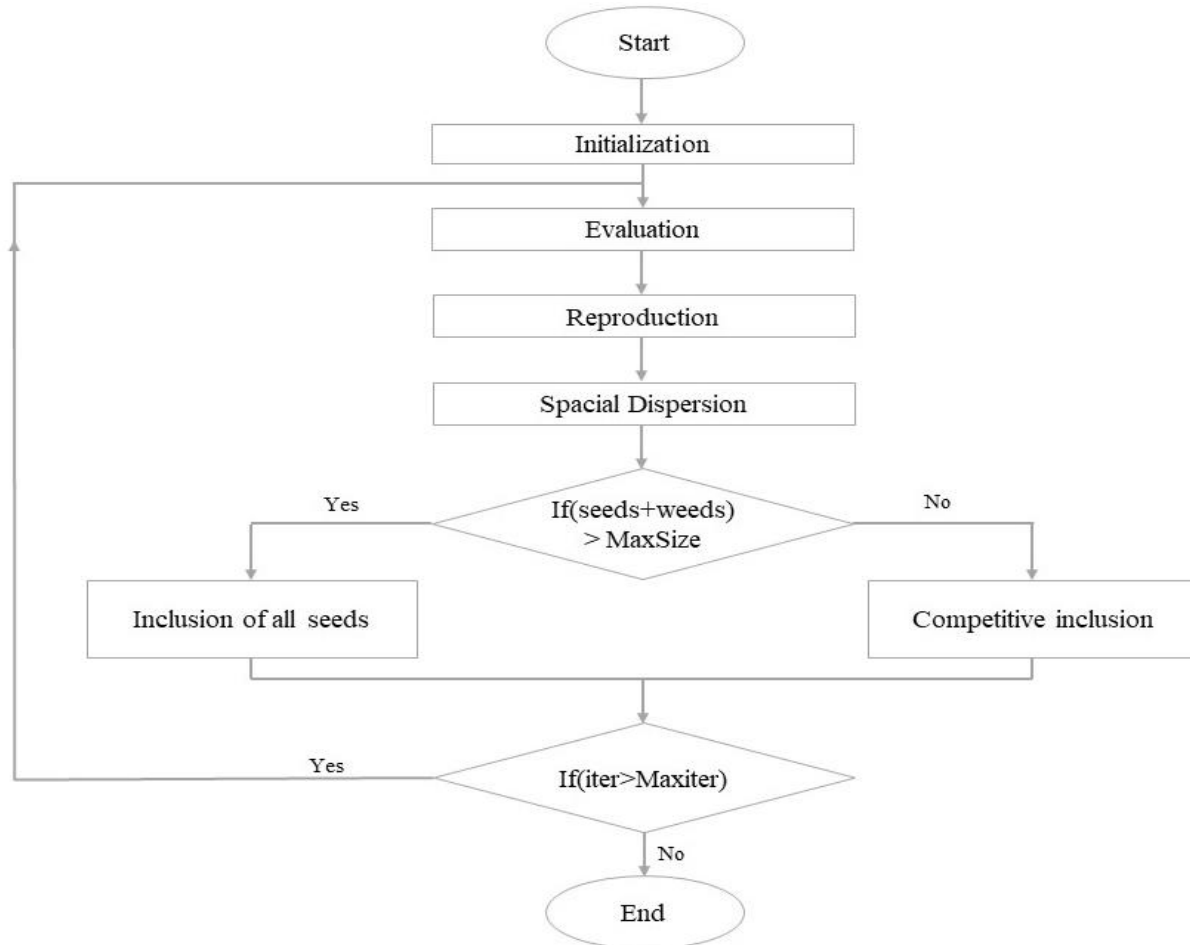 Start
Initialization
Evaluation
Reproduction
Spacial Dispersion
If(seeds+weeds)
> MaxSize
Yes
No
Inclusion of all seeds
Competitive inclusion
If(iter>Maxiter)
Yes
No
End